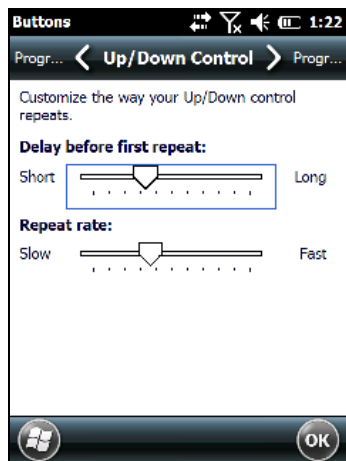 Buttons 1:22
Progr... Up/Down Control Progr...
Customize the way your Up/Down control
repeats.
Delay before first repeat:
Short Long
Repeat rate:
Slow Fast
OK